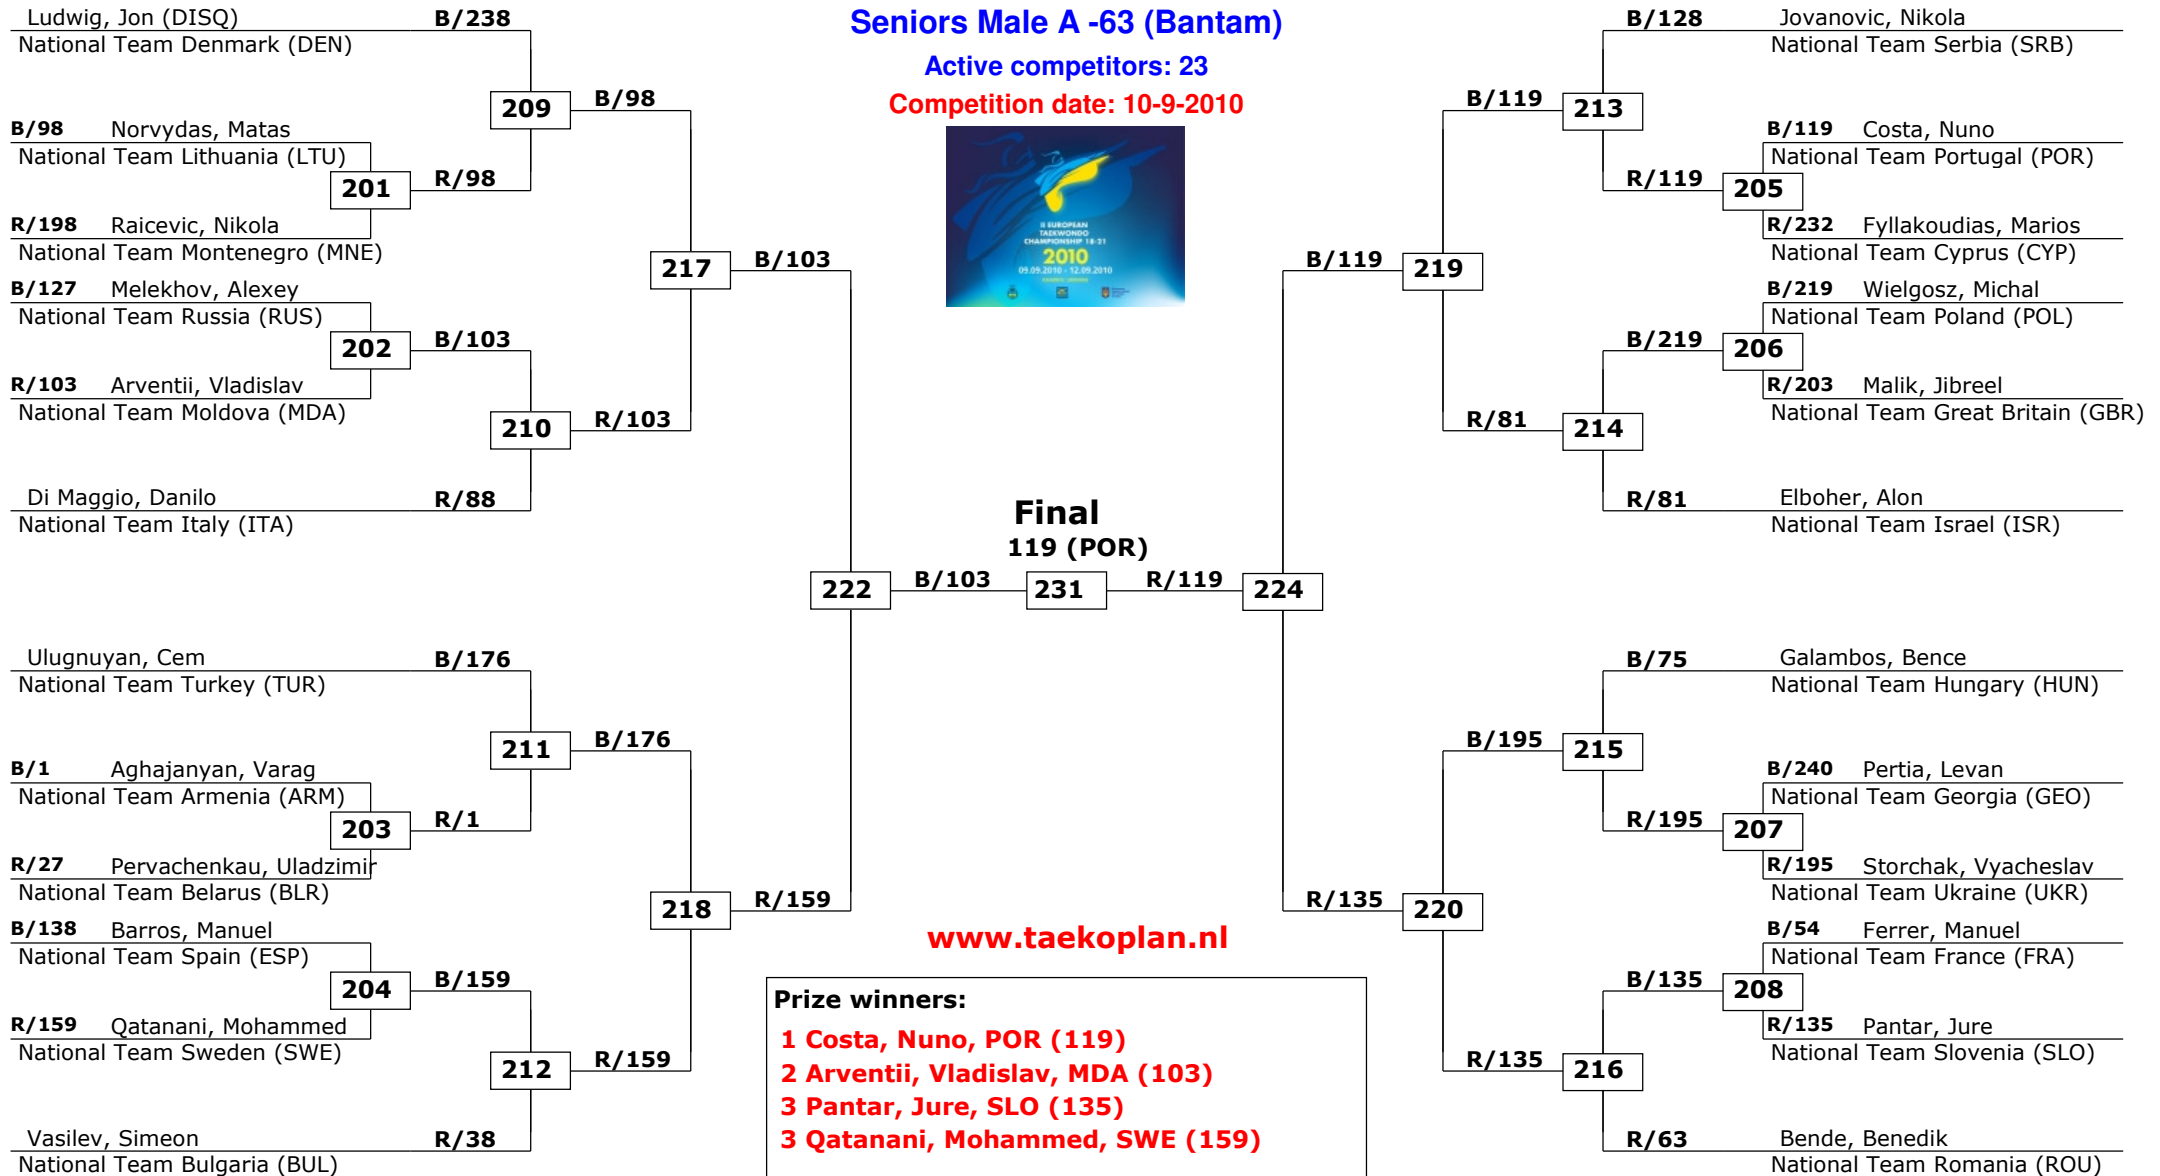 Seniors Male A -63 (Bantam)
Active competitors: 23
Competition date: 10-9-2010
II EUROPEAN
TAEKWONDO
CHAMPIONSHIP 18-21
2010
09.09.2010 - 12.09.2010
Ludwig, Jon (DISQ) B/238
National Team Denmark (DEN)
209
B/98
B/98 Norvydas, Matas
National Team Lithuania (LTU)
201
R/98
R/198 Raicevic, Nikola
National Team Montenegro (MNE)
217
B/103
B/127 Melekhov, Alexey
National Team Russia (RUS)
202
B/103
R/103 Arventii, Vladislav
National Team Moldova (MDA)
210
R/103
Di Maggio, Danilo R/88
National Team Italy (ITA)
Final
119 (POR)
222
B/103
231
R/119
224
Ulugnuyan, Cem B/176
National Team Turkey (TUR)
211
B/176
B/1 Aghajanyan, Varag
National Team Armenia (ARM)
203
R/1
R/27 Pervachenkau, Uladzimir
National Team Belarus (BLR)
218
R/159
B/138 Barros, Manuel
National Team Spain (ESP)
204
B/159
R/159 Qatanani, Mohammed
National Team Sweden (SWE)
212
R/159
Vasilev, Simeon R/38
National Team Bulgaria (BUL)
B/128 Jovanovic, Nikola
National Team Serbia (SRB)
B/119
213
B/119 Costa, Nuno
National Team Portugal (POR)
R/119
205
R/232 Fyllakoudias, Marios
National Team Cyprus (CYP)
B/119
219
B/219 Wielgosz, Michal
National Team Poland (POL)
B/219
206
R/203 Malik, Jibreel
National Team Great Britain (GBR)
R/81
214
R/81 Elboher, Alon
National Team Israel (ISR)
B/75 Galambos, Bence
National Team Hungary (HUN)
B/195
215
B/240 Pertia, Levan
National Team Georgia (GEO)
R/195
207
R/195 Storchak, Vyacheslav
National Team Ukraine (UKR)
R/135
220
B/54 Ferrer, Manuel
National Team France (FRA)
B/135
208
R/135 Pantar, Jure
National Team Slovenia (SLO)
R/135
216
R/63 Bende, Benedik
National Team Romania (ROU)
www.taekoplan.nl
Prize winners:
1 Costa, Nuno, POR (119)
2 Arventii, Vladislav, MDA (103)
3 Pantar, Jure, SLO (135)
3 Qatanani, Mohammed, SWE (159)